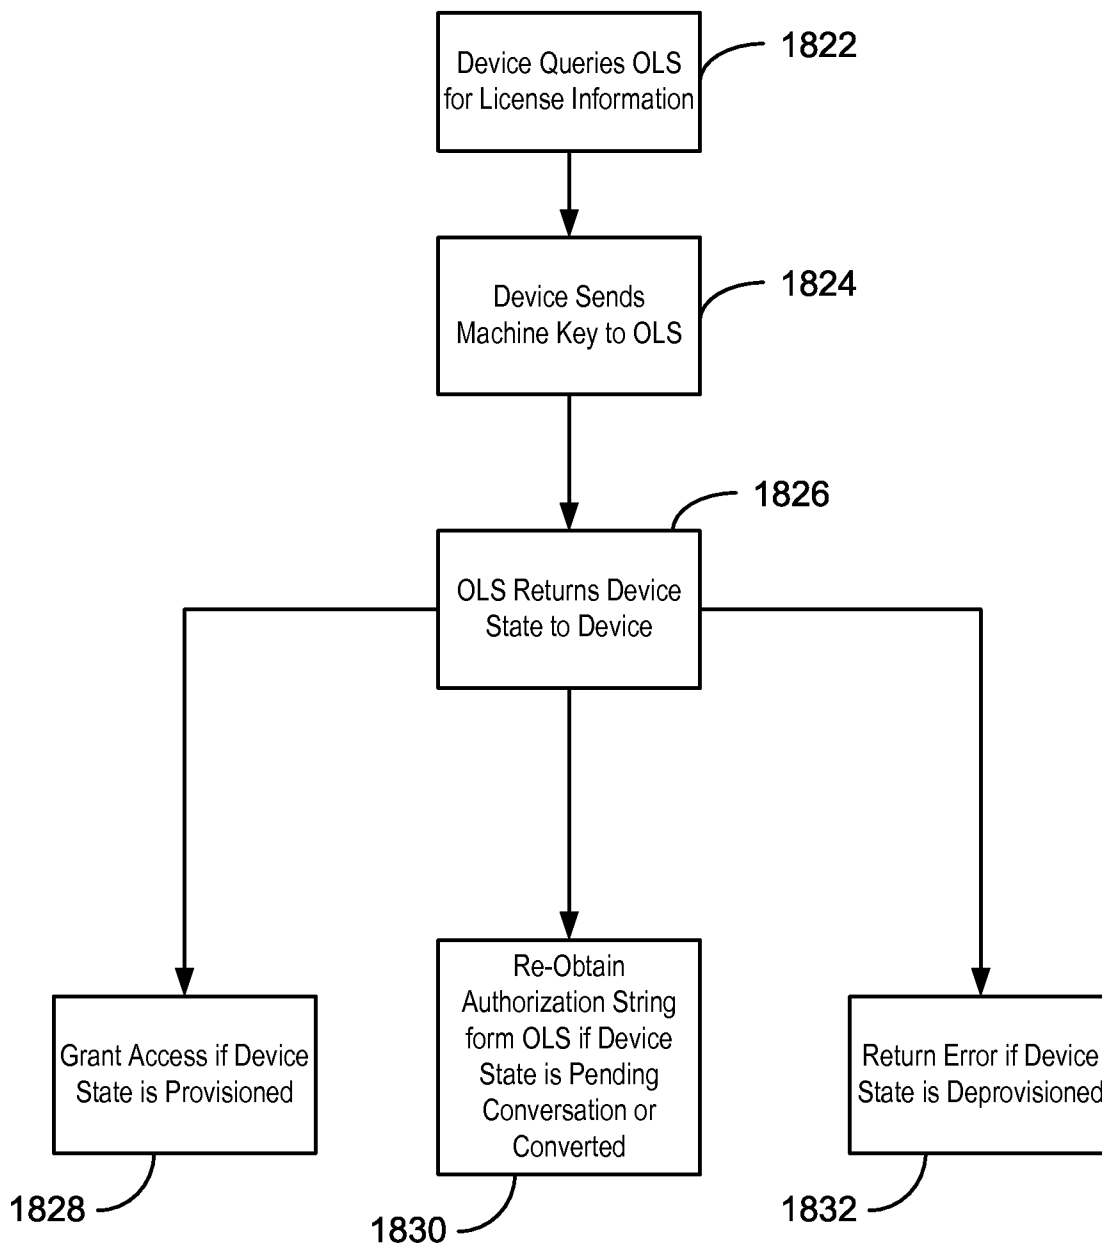 Device Queries OLS
for License Information
1822
Device Sends
Machine Key to OLS
1824
1826
OLS Returns Device
State to Device
Grant Access if Device
State is Provisioned
1828
Re-Obtain
Authorization String
form OLS if Device
State is Pending
Conversation or
Converted
1830
Return Error if Device
State is Deprovisioned
1832